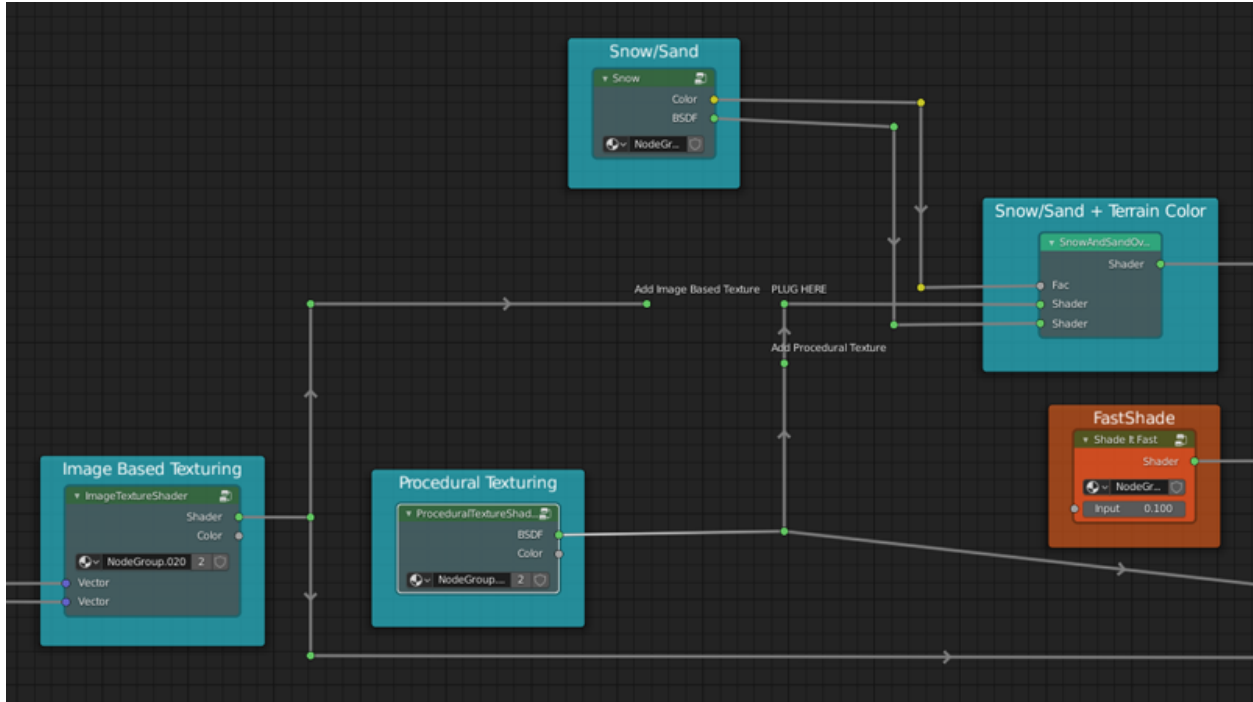 Snow/Sand
Snow
Color
BSDF
NodeGr...
Snow/Sand + Terrain Color
SnowAndSandOv...
Shader
Fac
Shader
Shader
Add Image Based Texture
PLUG HERE
Add Procedural Texture
FastShade
Shade It Fast
Shader
NodeGr...
Input 0.100
Image Based Texturing
ImageTextureShader
Shader
Color
NodeGroup.020 2
Vector
Vector
Procedural Texturing
ProceduralTextureShad...
BSDF
Color
NodeGroup.... 2